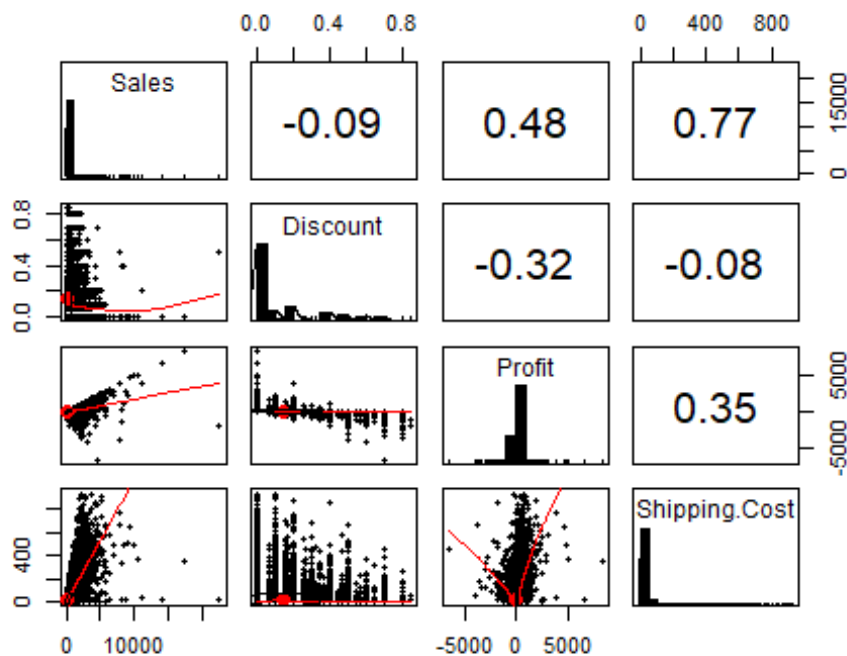 0.0 0.4 0.8 0 400 800
Sales -0.09 0.48 0.77 0 15000
0.0 0.4 0.8 Discount -0.32 -0.08
Profit 0.35 -5000 5000
0 400 Shipping.Cost
0 10000 -5000 0 5000